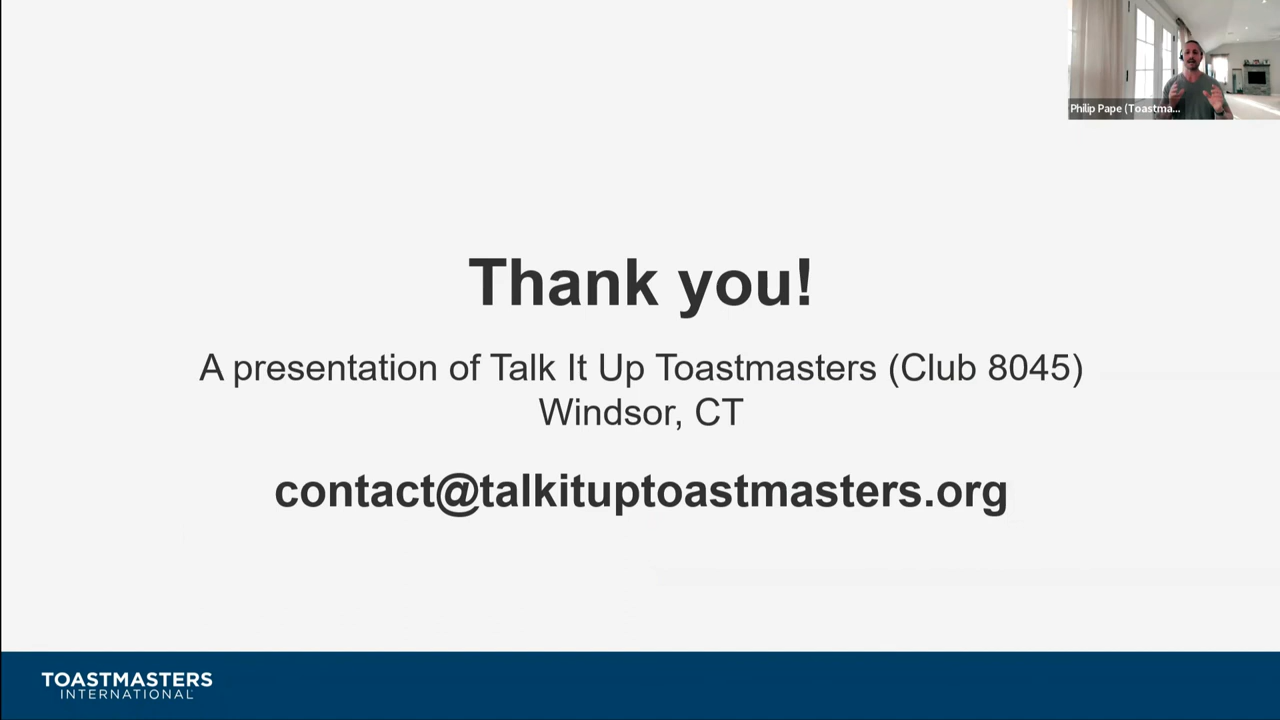 Philip Pape (Toastma...
Thank you!
A presentation of Talk It Up Toastmasters (Club 8045)
Windsor, CT
contact@talkituptoastmasters.org
TOASTMASTERS
INTERNATIONAL